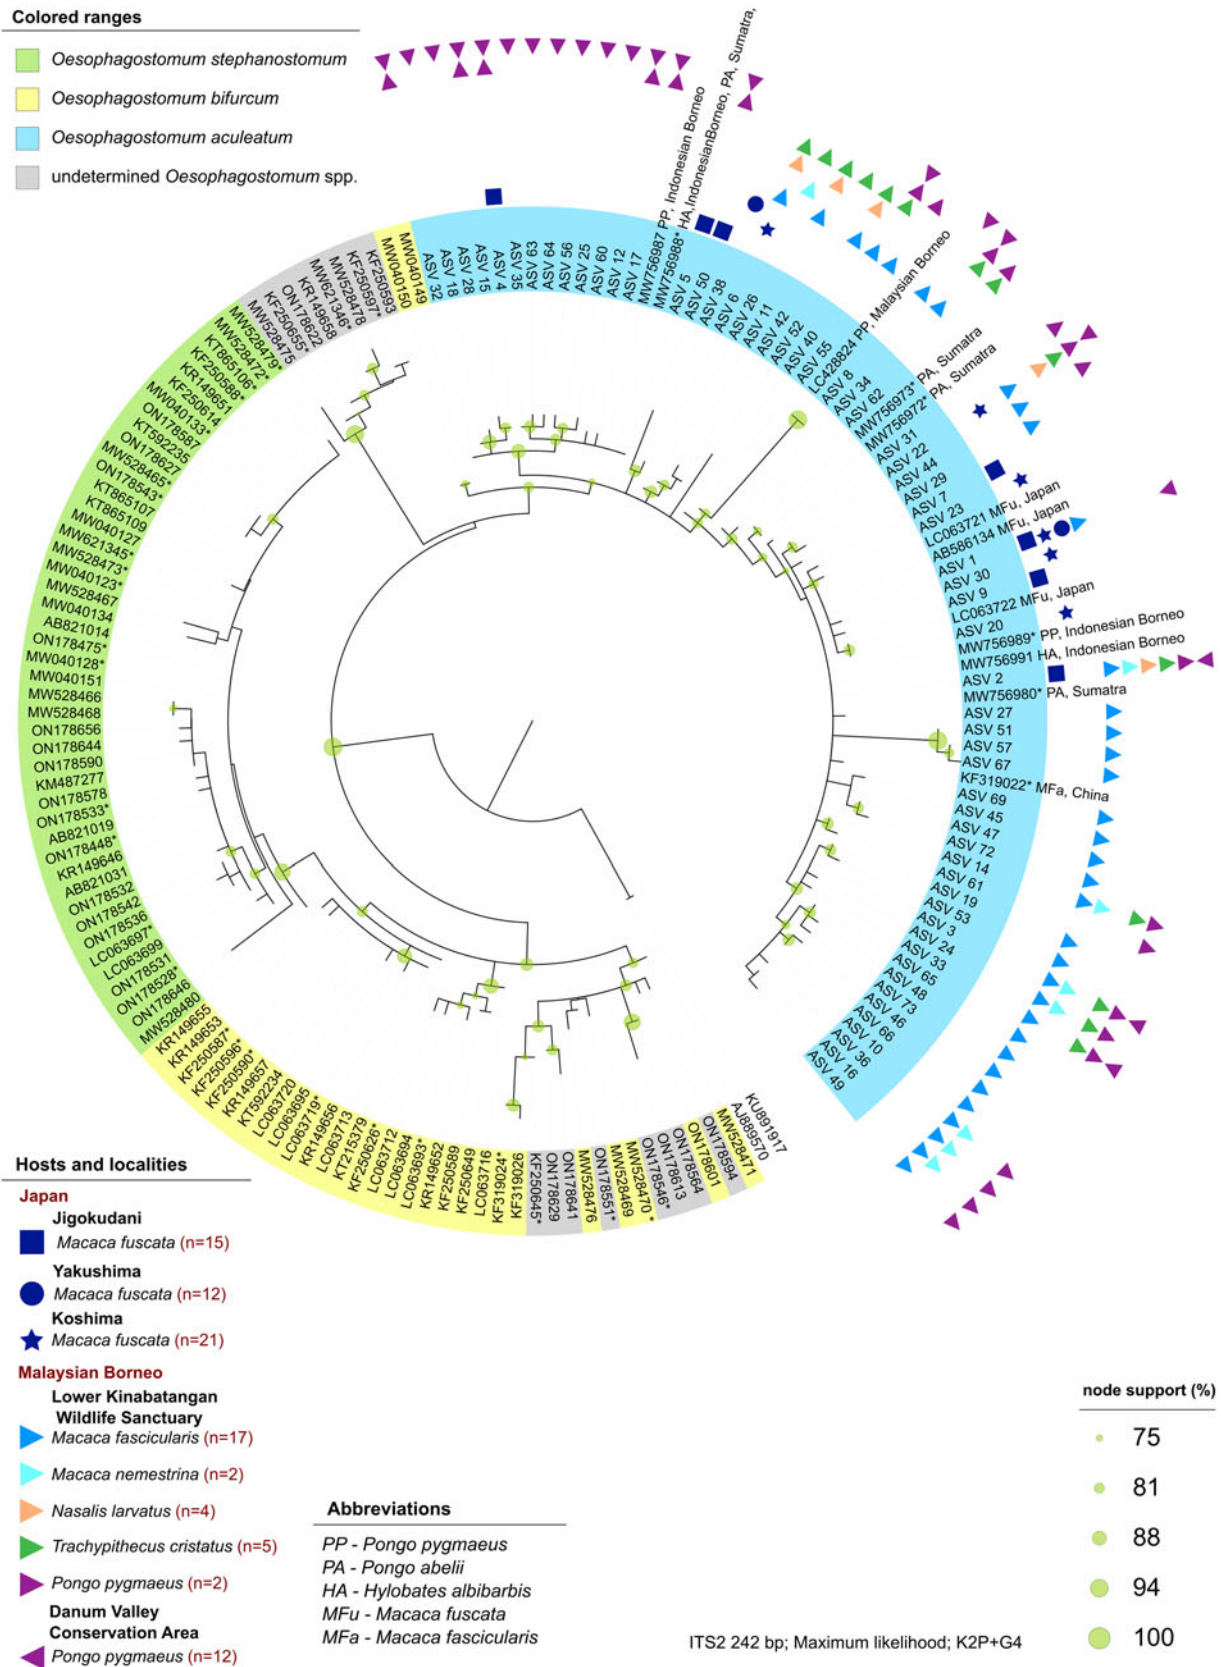 Colored ranges
Oesophagostomum stephanostomum
Oesophagostomum bifurcum
Oesophagostomum aculeatum
undetermined Oesophagostomum spp.
MW040150
MW040149
ASV 32
ASV 18
ASV 28
ASV 15
ASV 4
ASV 35
ASV 63
ASV 64
ASV 56
ASV 25
ASV 60
ASV 12
ASV 17
MW756987 PP, Indonesian Borneo
MW756988* HA,IndonesianBorneo, PA, Sumatra,
ASV 5
ASV 50
ASV 38
ASV 6
ASV 26
ASV 11
ASV 42
ASV 52
ASV 40
ASV 55
LC428824 PP, Malaysian Borneo
ASV 8
ASV 34
ASV 62
MW756973* PA, Sumatra
MW756972* PA, Sumatra
ASV 31
ASV 22
ASV 44
ASV 29
ASV 7
ASV 23
LC063721 MFu, Japan
AB586134 MFu, Japan
ASV 1
ASV 30
ASV 9
LC063722 MFu, Japan
ASV 20
MW756989* PP, Indonesian Borneo
MW756991 HA, Indonesian Borneo
ASV 2
MW756980* PA, Sumatra
ASV 27
ASV 51
ASV 57
ASV 67
KF319022* MFa, China
ASV 69
ASV 45
ASV 47
ASV 72
ASV 14
ASV 61
ASV 19
ASV 53
ASV 3
ASV 24
ASV 33
ASV 65
ASV 48
ASV 73
ASV 46
ASV 66
ASV 10
ASV 36
ASV 16
ASV 49
KU891917
AJ889570
MW528471
ON178594
ON178601
ON178564
ON178613
ON178546*
MW528470 *
MW528469
ON178551*
MW528476
ON178641
ON178629
KF250645*
KF319026
KF319024*
LC063716
KF250649
KF250589
KR149652
LC063693*
LC063694
LC063712
KF250626*
KT215379
LC063713
KR149656
LC063719*
LC063695
LC063720
KT592234
KR149657
KF250590*
KF250596*
KF250587*
KR149653
KR149655
MW528480
ON178646
ON178528*
ON178531
LC063699
LC063697*
ON178536
ON178542
ON178532
AB821031
KR149646
ON178448*
AB821019
ON178533*
ON178578
KM487277
ON178590
ON178644
ON178656
MW528468
MW528466
MW040151
MW040128*
ON178475*
AB821014
MW040134
MW528467
MW040123*
MW528473*
MW621345*
MW040127
KT865109
KT865107
ON178543*
MW528465*
ON178627
KT592235
ON178587
MW040133*
KF250614
KR149651
KF250588*
KT865106*
MW528472*
MW528479*
MW528475
KF250655*
ON178622
KR149658
MW621346*
MW528478
KF250597*
KF250593
Hosts and localities
Japan
Jigokudani
Macaca fuscata (n=15)
Yakushima
Macaca fuscata (n=12)
Koshima
Macaca fuscata (n=21)
Malaysian Borneo
Lower Kinabatangan
Wildlife Sanctuary
Macaca fascicularis (n=17)
Macaca nemestrina (n=2)
Nasalis larvatus (n=4)
Trachypithecus cristatus (n=5)
Pongo pygmaeus (n=2)
Danum Valley
Conservation Area
Pongo pygmaeus (n=12)
Abbreviations
PP - Pongo pygmaeus
PA - Pongo abelii
HA - Hylobates albibarbis
MFu - Macaca fuscata
MFa - Macaca fascicularis
ITS2 242 bp; Maximum likelihood; K2P+G4
node support (%)
75
81
88
94
100